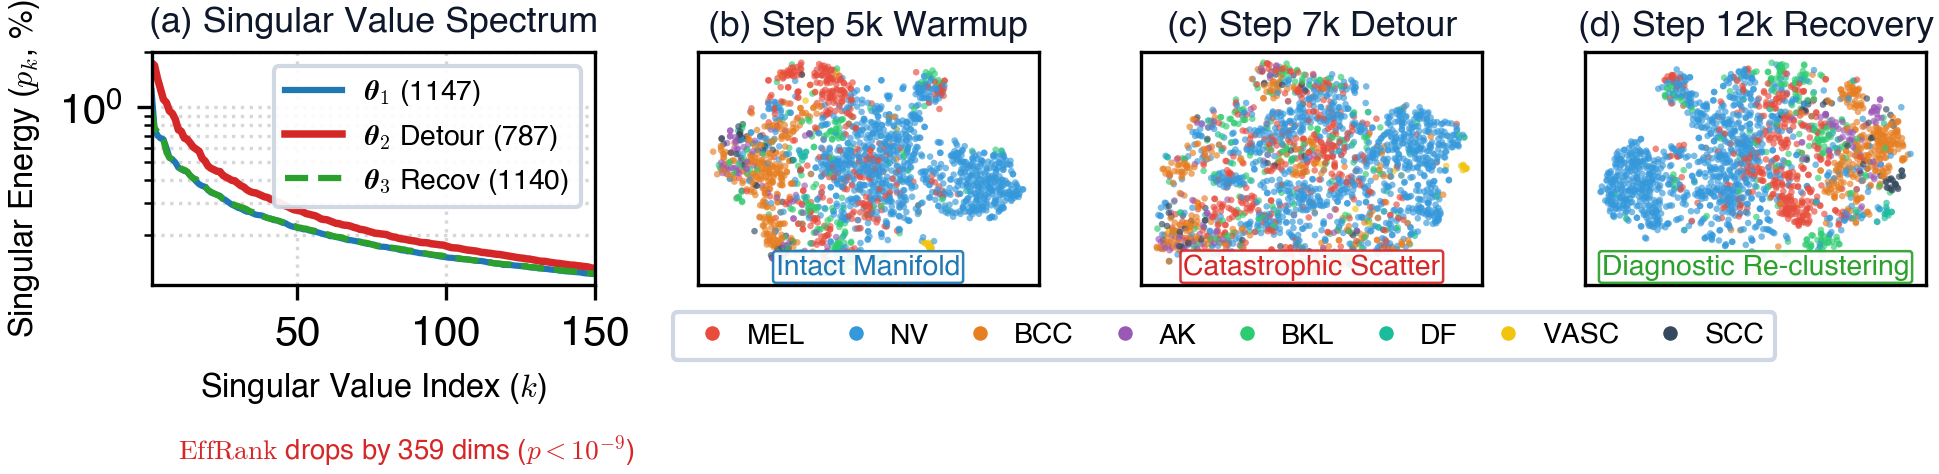 (a) Singular Value Spectrum
Singular Energy (pₖ, %)
10⁰
θ₁ (1147)
θ₂ Detour (787)
θ₃ Recov (1140)
50 100 150
Singular Value Index (k)
EffRank drops by 359 dims (p < 10⁻⁹)
(b) Step 5k Warmup
Intact Manifold
(c) Step 7k Detour
Catastrophic Scatter
(d) Step 12k Recovery
Diagnostic Re-clustering
MEL NV BCC AK BKL DF VASC SCC